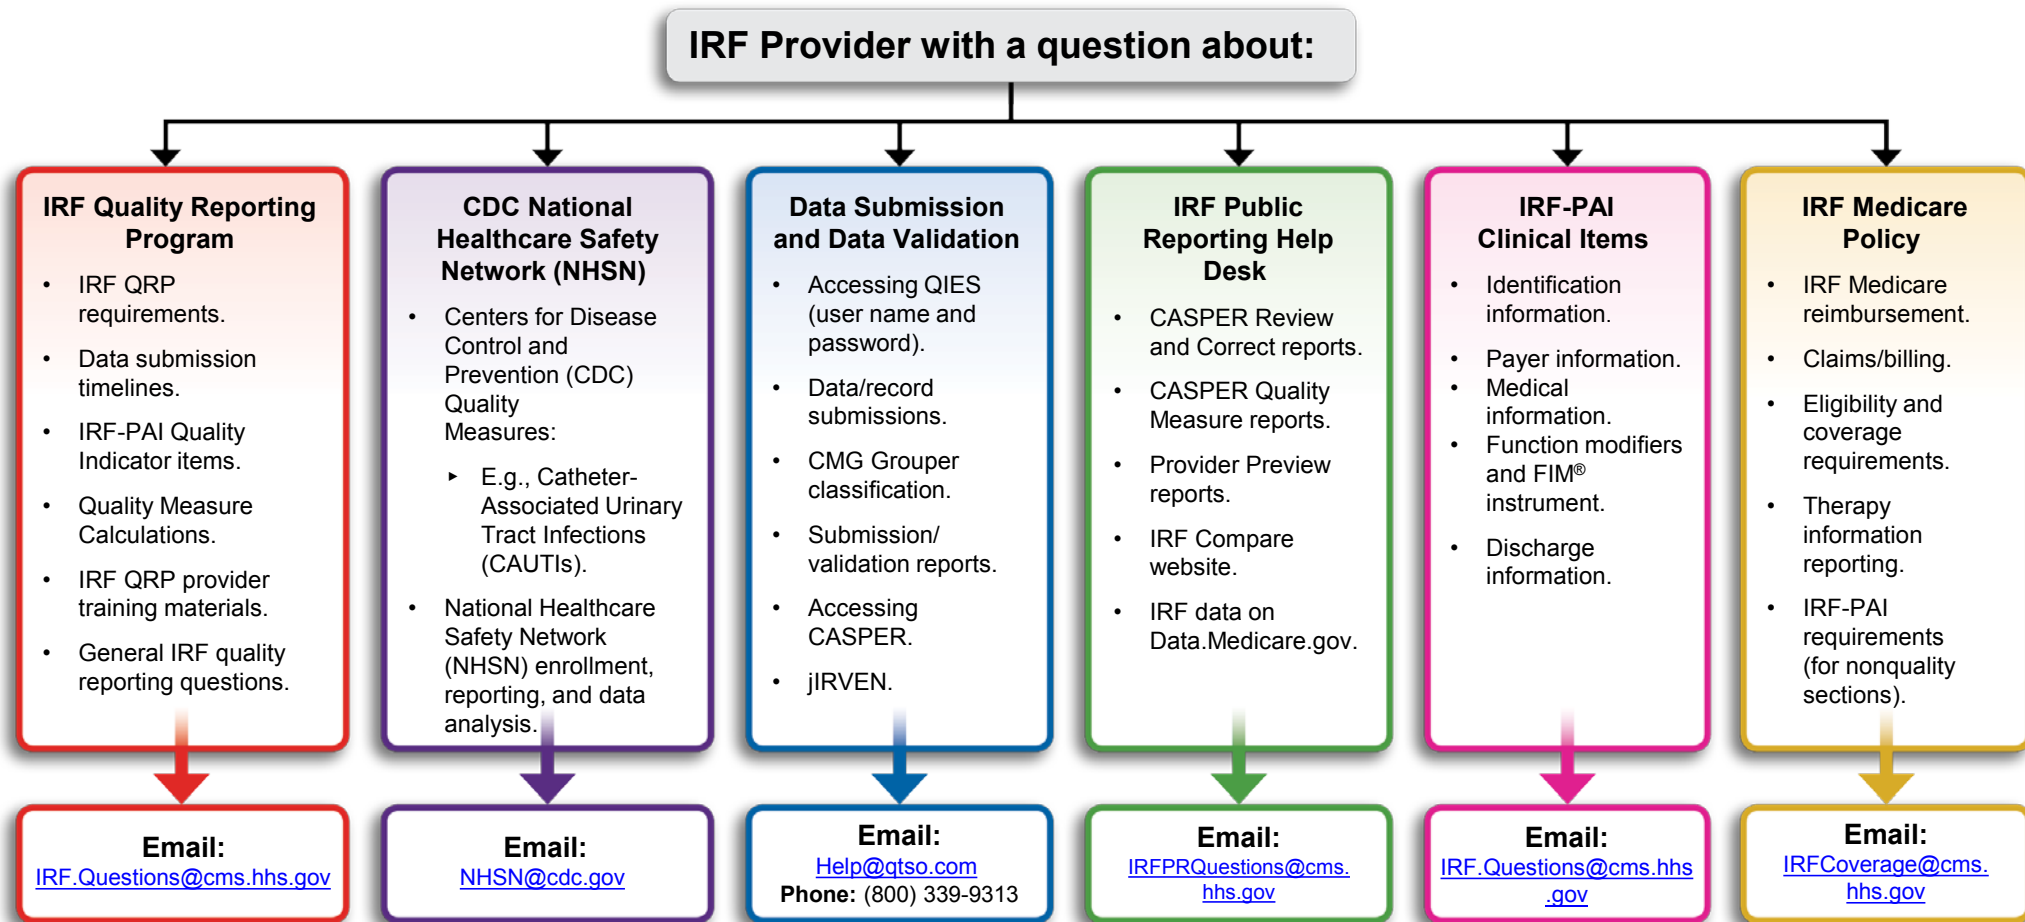 IRF Provider with a question about:
IRF Quality Reporting
Program
• IRF QRP
requirements.
• Data submission
timelines.
• IRF-PAI Quality
Indicator items.
• Quality Measure
Calculations.
• IRF QRP provider
training materials.
• General IRF quality
reporting questions.
Email:
IRF.Questions@cms.hhs.gov
CDC National
Healthcare Safety
Network (NHSN)
• Centers for Disease
Control and
Prevention (CDC)
Quality
Measures:
▸ E.g., Catheter-
Associated Urinary
Tract Infections
(CAUTIs).
• National Healthcare
Safety Network
(NHSN) enrollment,
reporting, and data
analysis.
Email:
NHSN@cdc.gov
Data Submission
and Data Validation
• Accessing QIES
(user name and
password).
• Data/record
submissions.
• CMG Grouper
classification.
• Submission/
validation reports.
• Accessing
CASPER.
• jIRVEN.
Email:
Help@qtso.com
Phone: (800) 339-9313
IRF Public
Reporting Help
Desk
• CASPER Review
and Correct reports.
• CASPER Quality
Measure reports.
• Provider Preview
reports.
• IRF Compare
website.
• IRF data on
Data.Medicare.gov.
Email:
IRFPRQuestions@cms.
hhs.gov
IRF-PAI
Clinical Items
• Identification
information.
• Payer information.
• Medical
information.
• Function modifiers
and FIM®
instrument.
• Discharge
information.
Email:
IRF.Questions@cms.hhs
.gov
IRF Medicare
Policy
• IRF Medicare
reimbursement.
• Claims/billing.
• Eligibility and
coverage
requirements.
• Therapy
information
reporting.
• IRF-PAI
requirements
(for nonquality
sections).
Email:
IRFCoverage@cms.
hhs.gov